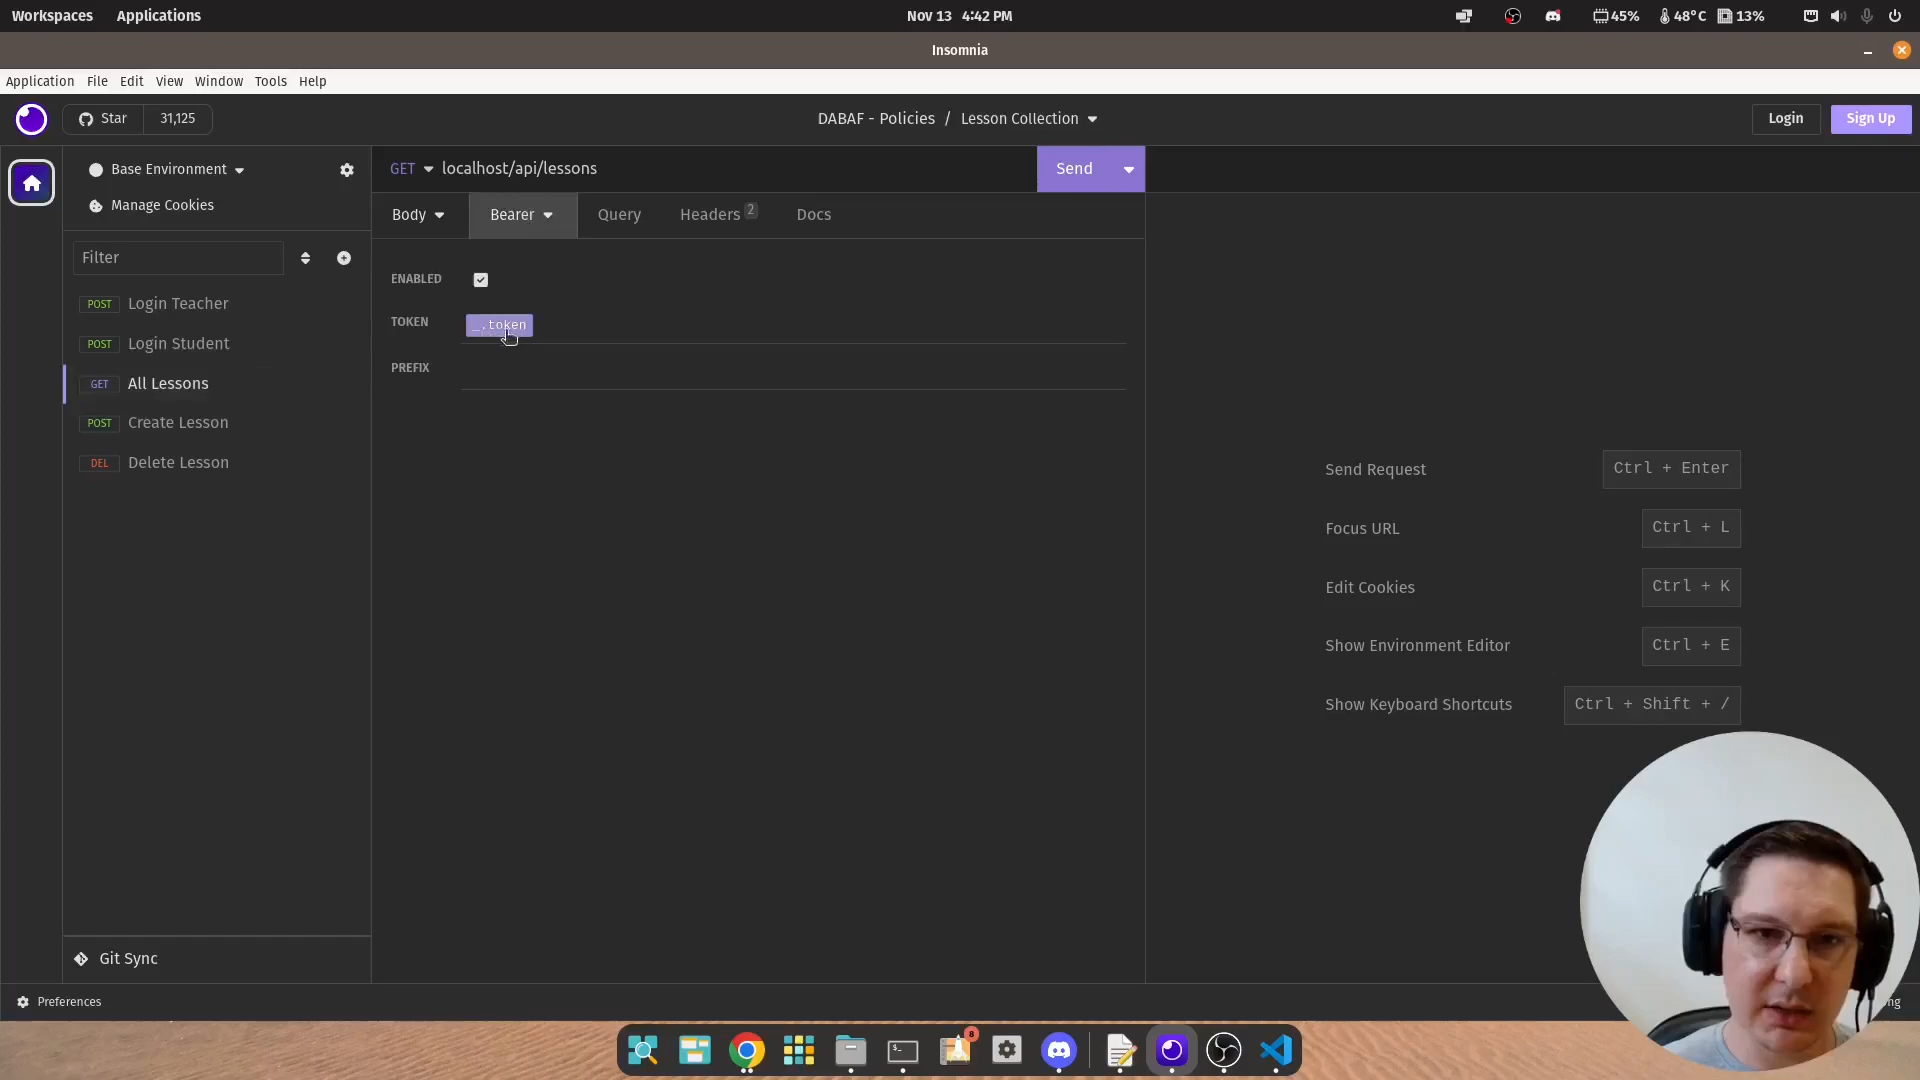 Workspaces Applications Nov 13 4:42 PM 45% 48°C 13%
Insomnia
Application File Edit View Window Tools Help
Star 31,125 DABAF - Policies / Lesson Collection Login Sign Up
Base Environment
GET localhost/api/lessons Send
Manage Cookies
Body Bearer Query Headers 2 Docs
Filter
ENABLED
POST Login Teacher
TOKEN _.token
POST Login Student
PREFIX
GET All Lessons
POST Create Lesson
DEL Delete Lesson
Send Request Ctrl + Enter
Focus URL Ctrl + L
Edit Cookies Ctrl + K
Show Environment Editor Ctrl + E
Show Keyboard Shortcuts Ctrl + Shift + /
Git Sync
Preferences
8